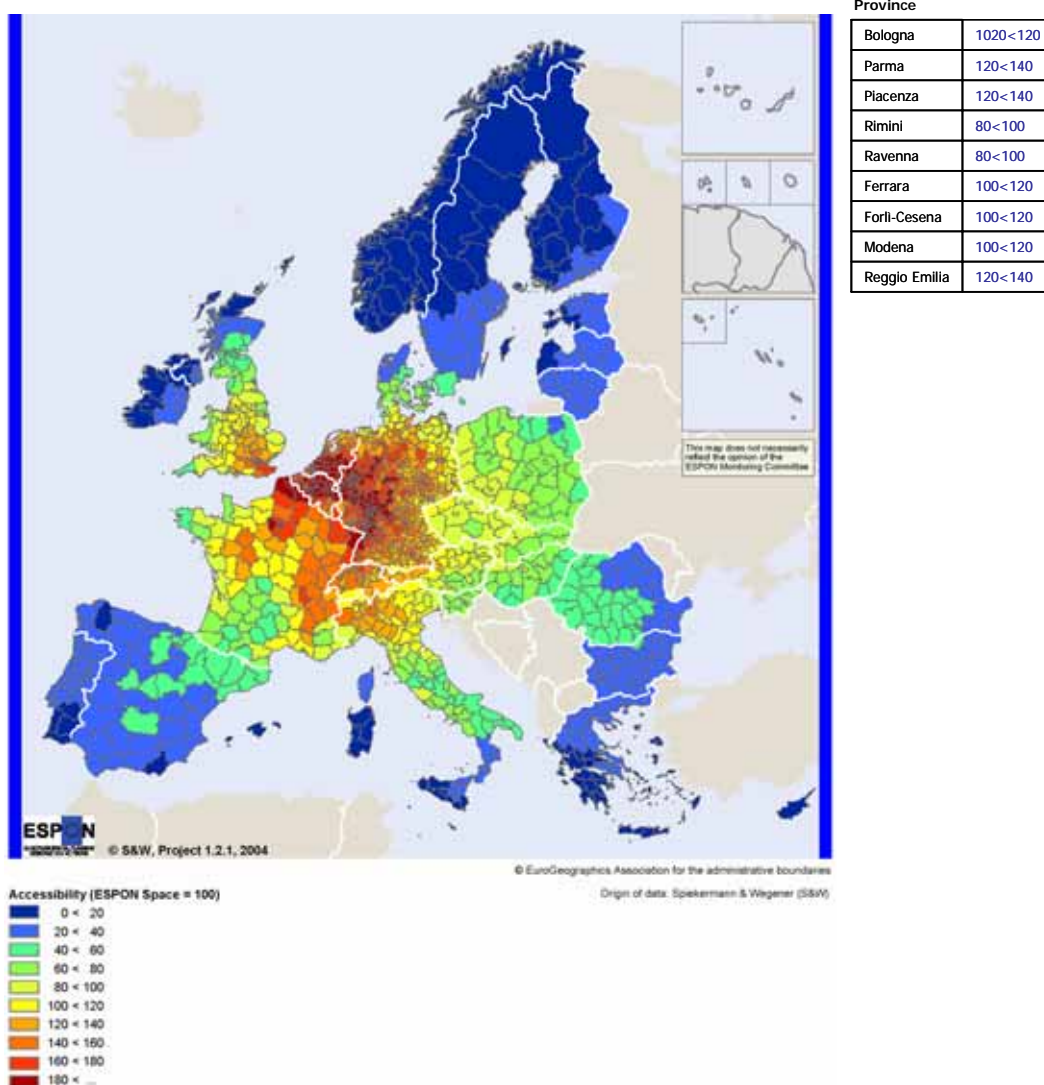 Province
Bologna 1020<120
Parma 120<140
Piacenza 120<140
Rimini 80<100
Ravenna 80<100
Ferrara 100<120
Forlì-Cesena 100<120
Modena 100<120
Reggio Emilia 120<140
This map does not necessarily
reflect the opinion of the
ESPON Monitoring Committee
ESPON
© S&W, Project 1.2.1, 2004
© EuroGeographics Association for the administrative boundaries
Origin of data: Spiekermann & Wegener (S&W)
Accessibility (ESPON Space = 100)
0 < 20
20 < 40
40 < 60
60 < 80
80 < 100
100 < 120
120 < 140
140 < 160
160 < 180
180 < ...